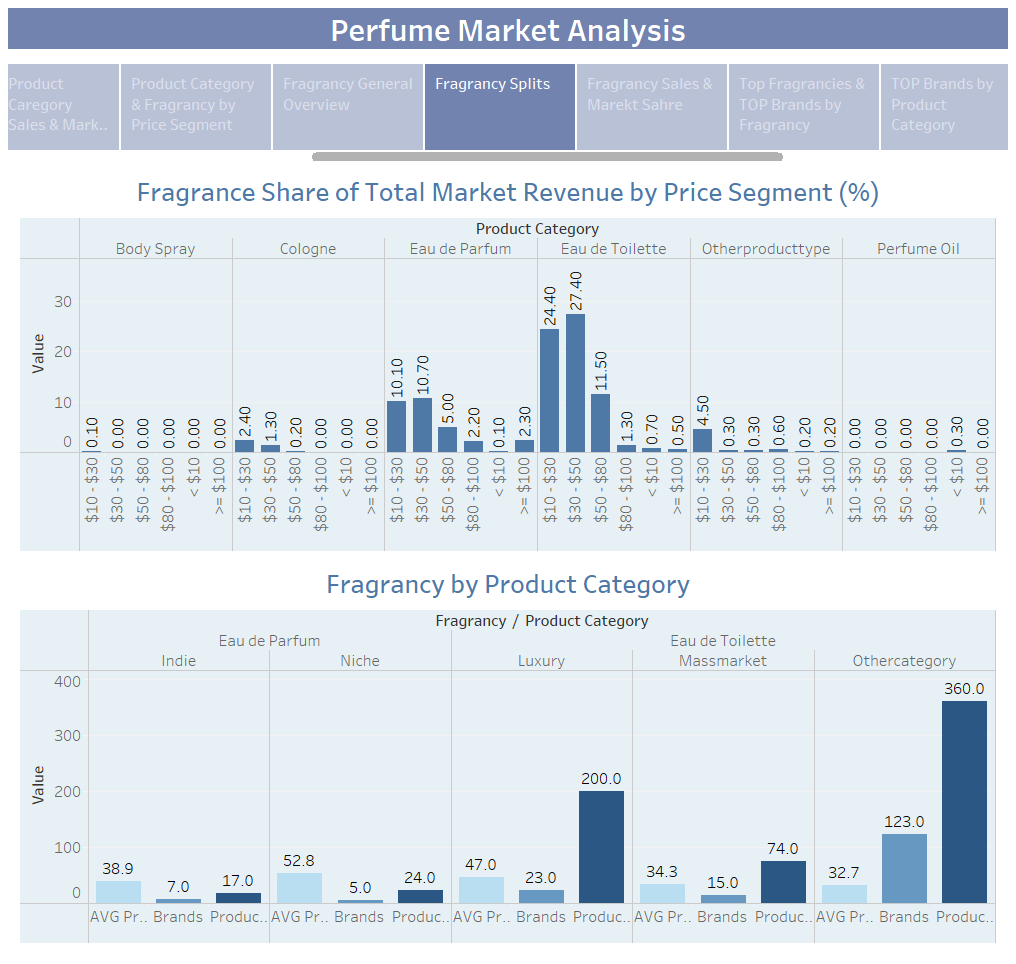 Perfume Market Analysis
Product
Caregory
Sales & Mark..
Product Category
& Fragrancy by
Price Segment
Fragrancy General
Overview
Fragrancy Splits
Fragrancy Sales &
Marekt Sahre
Top Fragrancies &
TOP Brands by
Fragrancy
TOP Brands by
Product
Category
Fragrance Share of Total Market Revenue by Price Segment (%)
Product Category
Body Spray Cologne Eau de Parfum Eau de Toilette Otherproducttype Perfume Oil
Value
30
20
10
0
0.10 0.00 0.00 0.00 0.00 0.00 2.40 1.30 0.20 0.00 0.00 0.00 10.10 10.70 5.00 2.20 0.10 2.30 24.40 27.40 11.50 1.30 0.70 0.50 4.50 0.30 0.30 0.60 0.20 0.20 0.00 0.00 0.00 0.00 0.30 0.00
$10 - $30 $30 - $50 $50 - $80 $80 - $100 < $10 >= $100 $10 - $30 $30 - $50 $50 - $80 $80 - $100 < $10 >= $100 $10 - $30 $30 - $50 $50 - $80 $80 - $100 < $10 >= $100 $10 - $30 $30 - $50 $50 - $80 $80 - $100 < $10 >= $100 $10 - $30 $30 - $50 $50 - $80 $80 - $100 < $10 >= $100 $10 - $30 $30 - $50 $50 - $80 $80 - $100 < $10 >= $100
Fragrancy by Product Category
Fragrancy / Product Category
Eau de Parfum Eau de Toilette
Indie Niche Luxury Massmarket Othercategory
Value
400
300
200
100
0
38.9 7.0 17.0 52.8 5.0 24.0 47.0 23.0 200.0 34.3 15.0 74.0 32.7 123.0 360.0
AVG Pr.. Brands Produc.. AVG Pr.. Brands Produc.. AVG Pr.. Brands Produc.. AVG Pr.. Brands Produc.. AVG Pr.. Brands Produc..